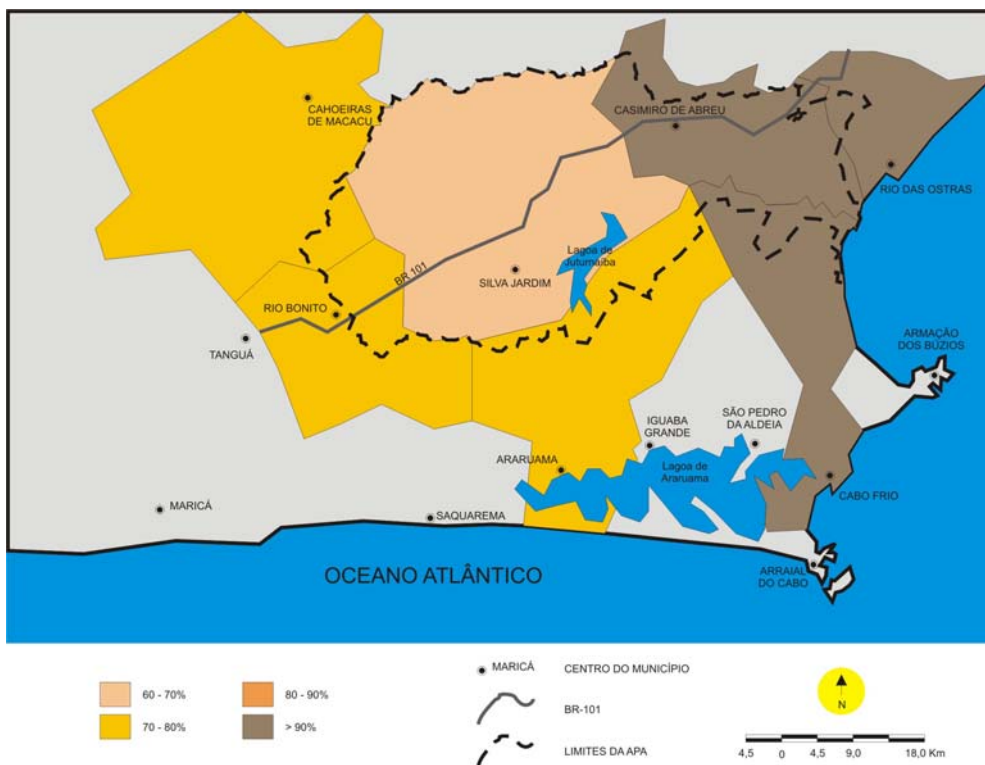 CAHOEIRAS
DE MACACU
CASIMIRO DE ABREU
RIO DAS OSTRAS
Lagoa de
Juturnaíba
SILVA JARDIM
BR 101
RIO BONITO
TANGUÁ
ARMAÇÃO
DOS BÚZIOS
IGUABA
GRANDE
SÃO PEDRO
DA ALDEIA
ARARUAMA
Lagoa de
Araruama
CABO FRIO
MARICÁ
SAQUAREMA
ARRAIAL
DO CABO
OCEANO ATLÂNTICO
60 - 70%
80 - 90%
70 - 80%
> 90%
MARICÁ
CENTRO DO MUNICÍPIO
BR-101
LIMITES DA APA
N
4,5 0 4,5 9,0 18,0 Km